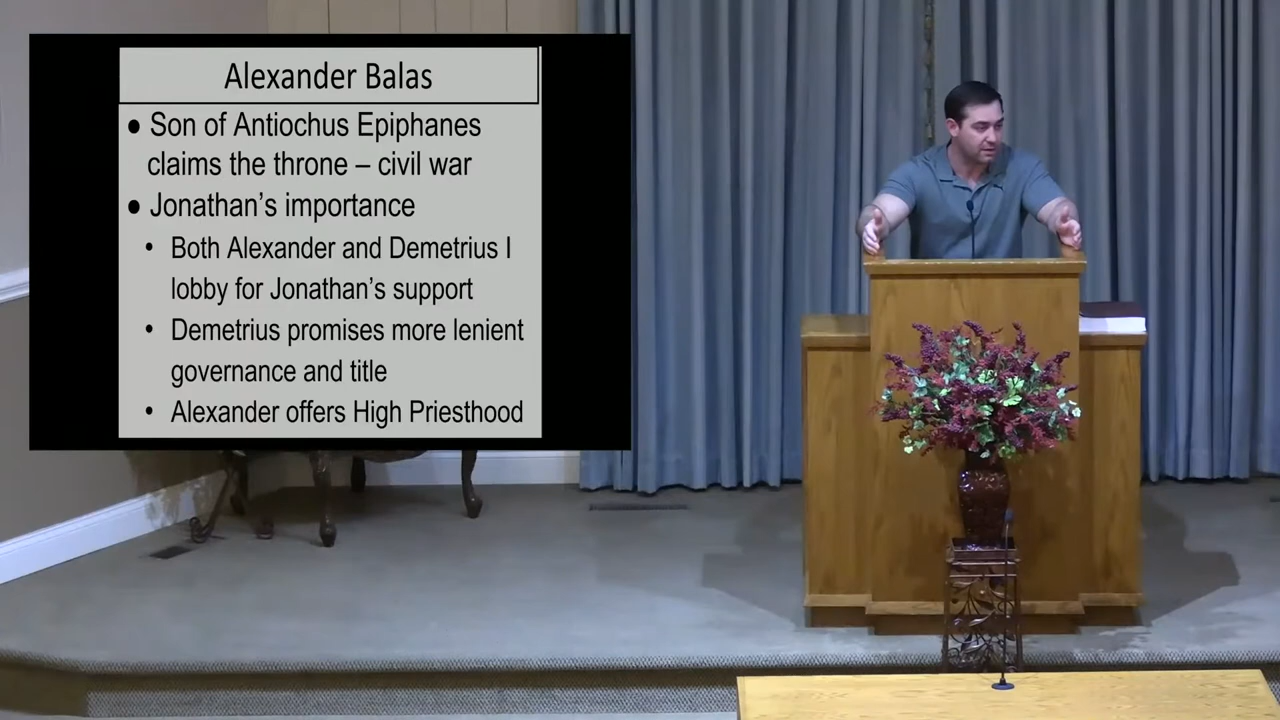 Alexander Balas
● Son of Antiochus Epiphanes
claims the throne – civil war
● Jonathan's importance
• Both Alexander and Demetrius I
lobby for Jonathan's support
• Demetrius promises more lenient
governance and title
• Alexander offers High Priesthood